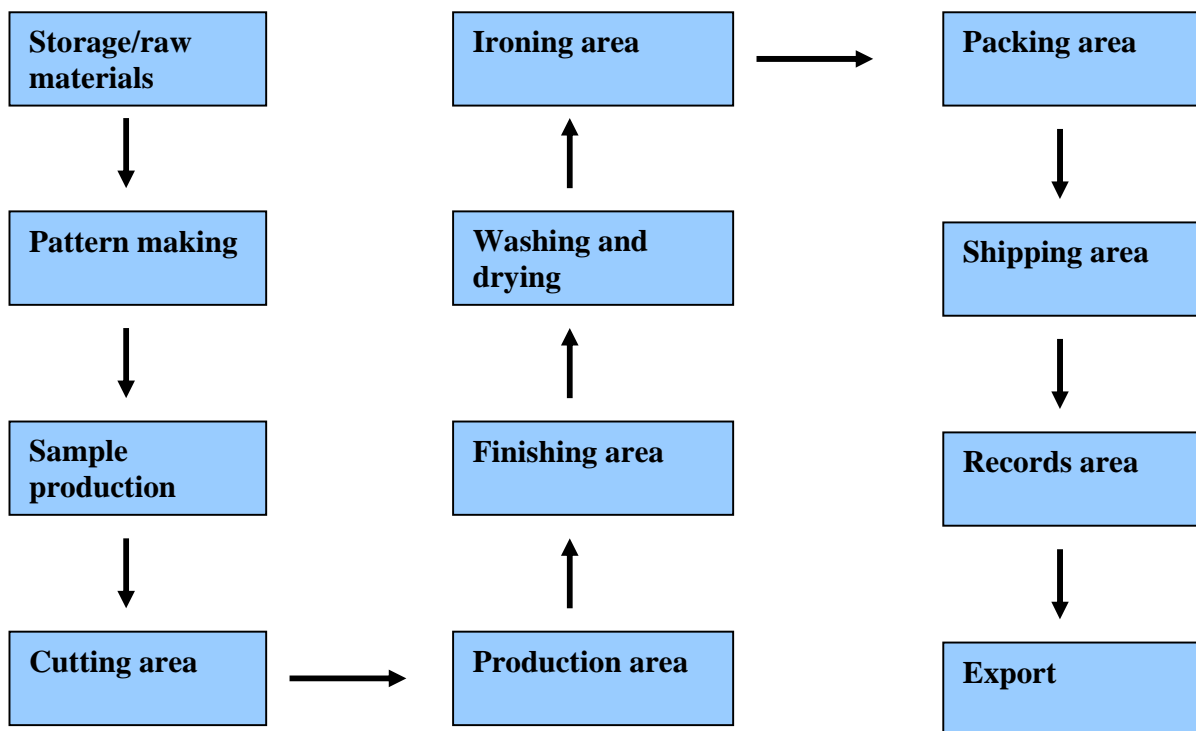 Storage/raw
materials
Pattern making
Sample
production
Cutting area
Production area
Finishing area
Washing and
drying
Ironing area
Packing area
Shipping area
Records area
Export